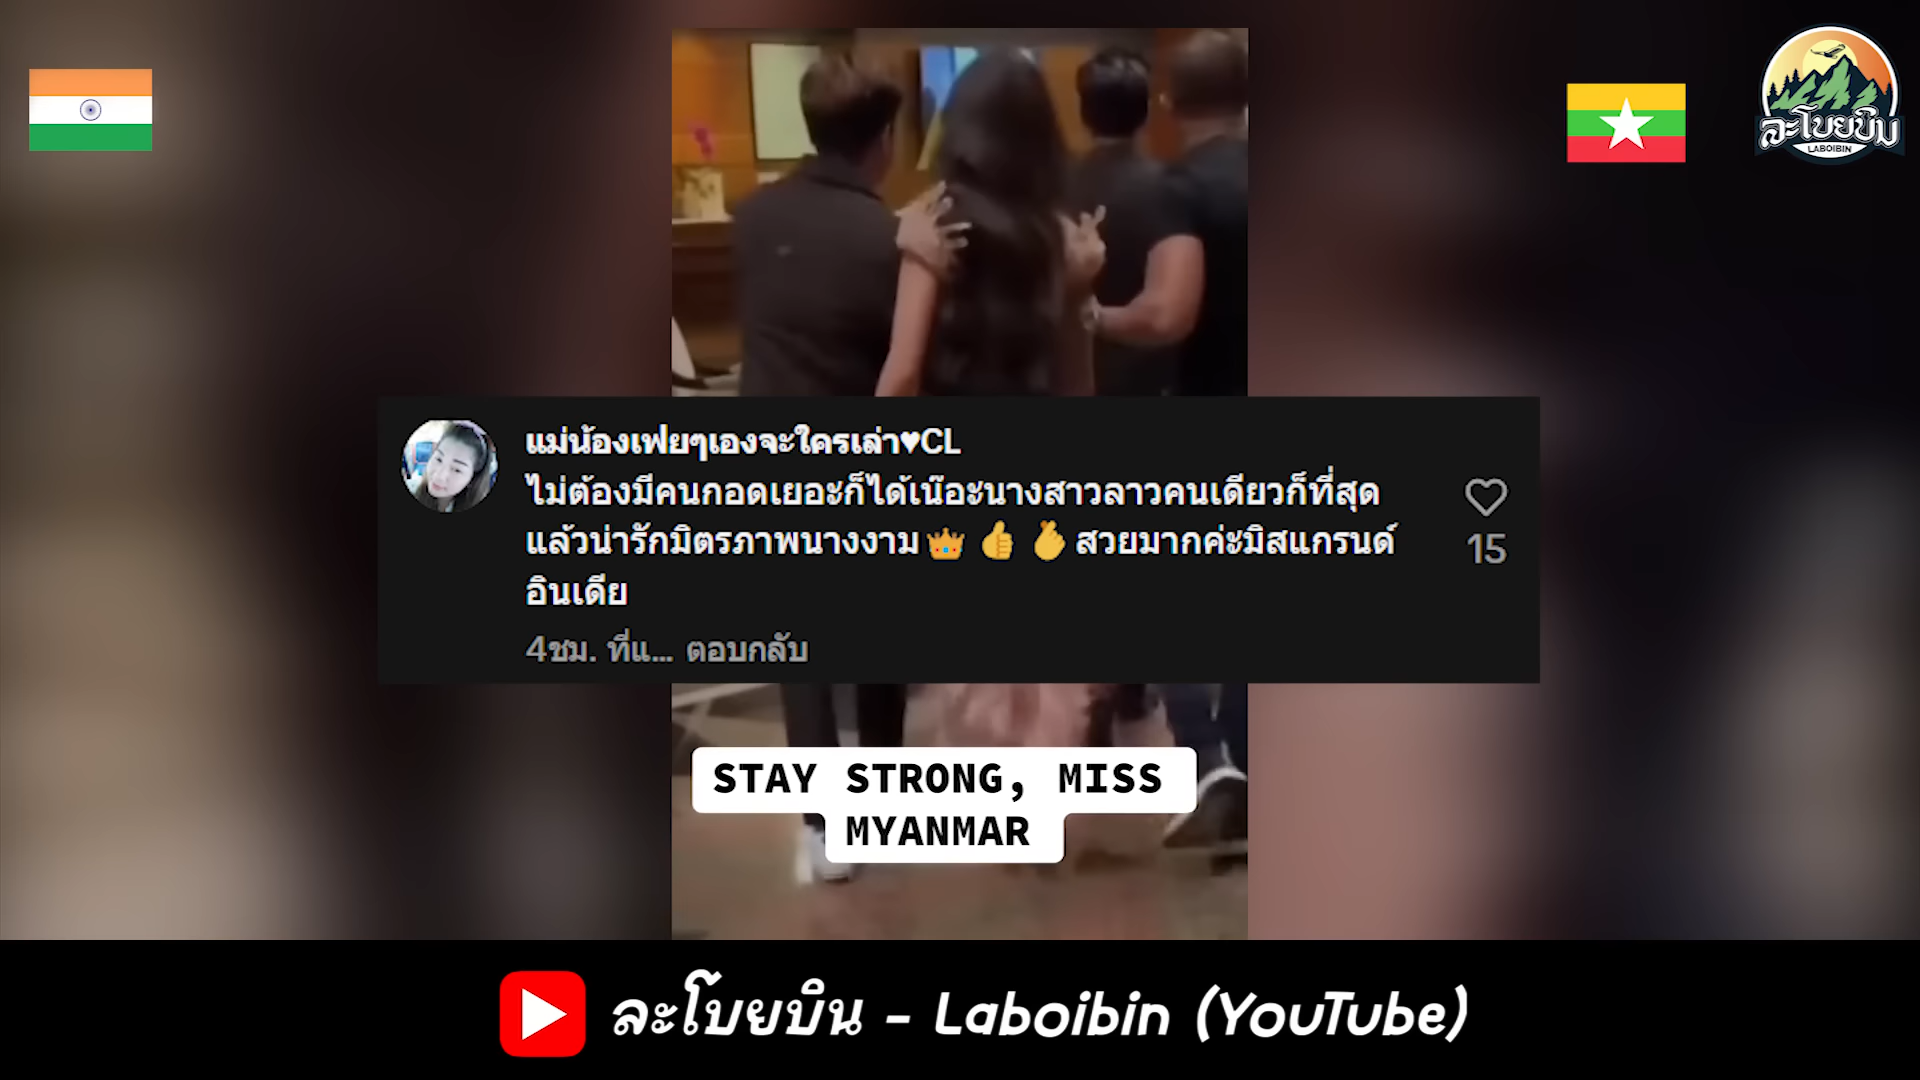 ละโบยบิน
LABOIBIN
แม่น้องเฟยๆเองจะใครเล่า♥CL
ไม่ต้องมีคนกอดเยอะก็ได้เน๊อะนางสาวลาวคนเดียวก็ที่สุด
แล้วน่ารักมิตรภาพนางงาม👑 👍 🫰สวยมากค่ะมิสแกรนด์
อินเดีย
15
4ชม. ที่แ... ตอบกลับ
STAY STRONG, MISS
MYANMAR
ละโบยบิน - Laboibin (YouTube)